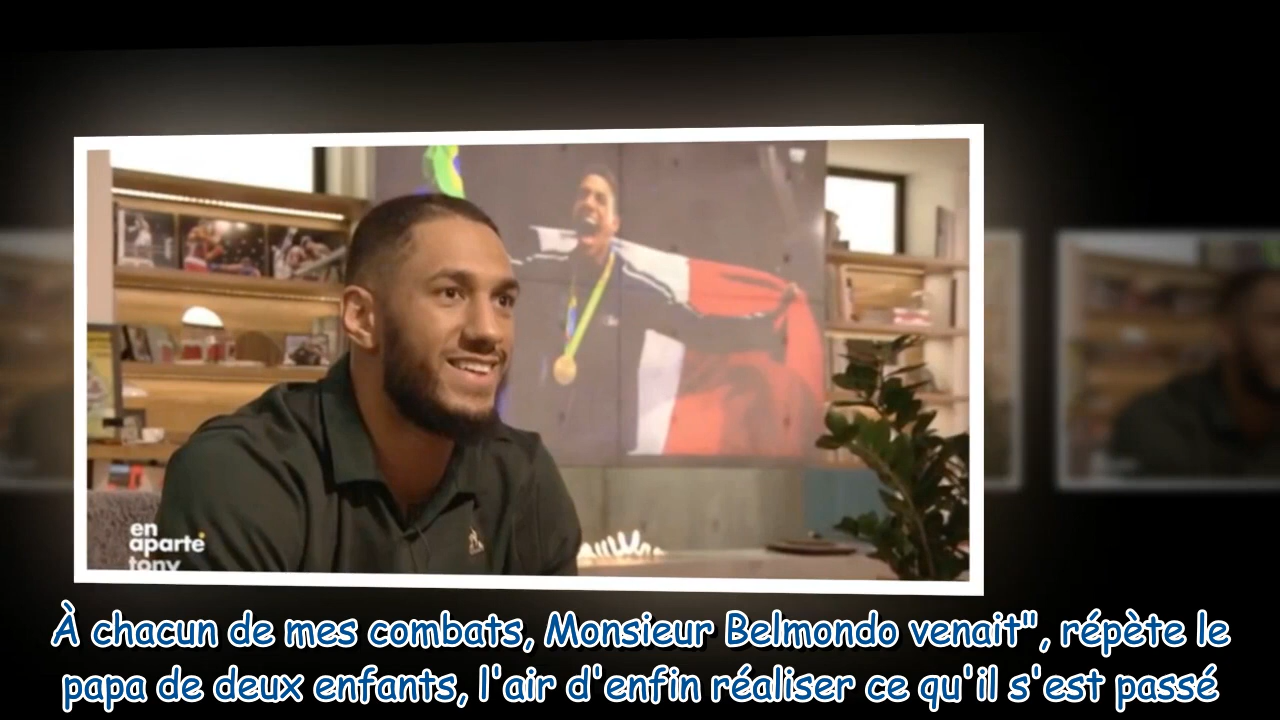 en
aparté
tony
À chacun de mes combats, Monsieur Belmondo venait", répète le
papa de deux enfants, l'air d'enfin réaliser ce qu'il s'est passé